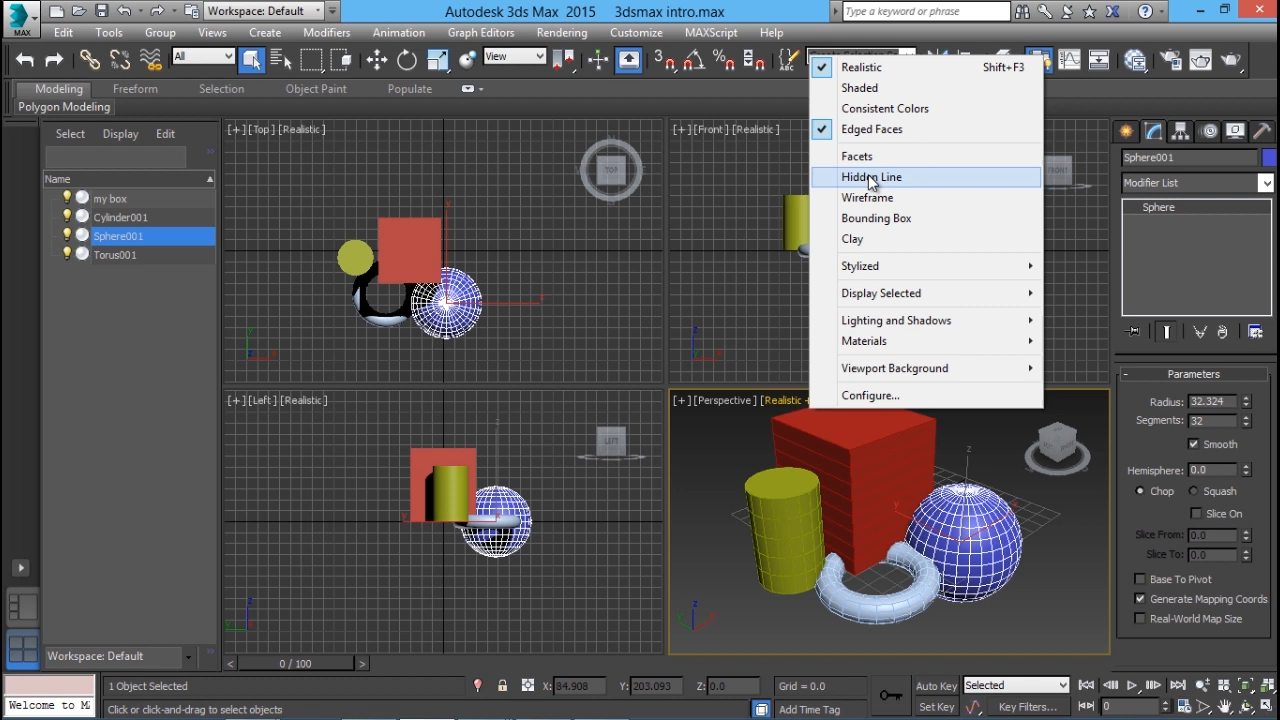 Workspace: Default
Autodesk 3ds Max 2015 3dsmax intro.max
Type a keyword or phrase
MAX
Edit Tools Group Views Create Modifiers Animation Graph Editors Rendering Customize MAXScript Help
All
View
Modeling Freeform Selection Object Paint Populate
Polygon Modeling
Select Display Edit
Name
my box
Cylinder001
Sphere001
Torus001
[+] [Top] [Realistic]
TOP
[+] [Front] [Realistic]
FRONT
[+] [Left] [Realistic]
LEFT
[+] [Perspective] [Realistic
Realistic Shift+F3
Shaded
Consistent Colors
Edged Faces
Facets
Hidden Line
Wireframe
Bounding Box
Clay
Stylized
Display Selected
Lighting and Shadows
Materials
Viewport Background
Configure...
Sphere001
Modifier List
Sphere
- Parameters
Radius: 32.324
Segments: 32
Smooth
Hemisphere: 0.0
Chop Squash
Slice On
Slice From: 0.0
Slice To: 0.0
Base To Pivot
Generate Mapping Coords
Real-World Map Size
Workspace: Default
< 0 / 100 >
1 Object Selected X: 84.908 Y: 203.093 Z: 0.0 Grid = 0.0 Auto Key Selected
Welcome to M
Click or click-and-drag to select objects Add Time Tag Set Key Key Filters... 0